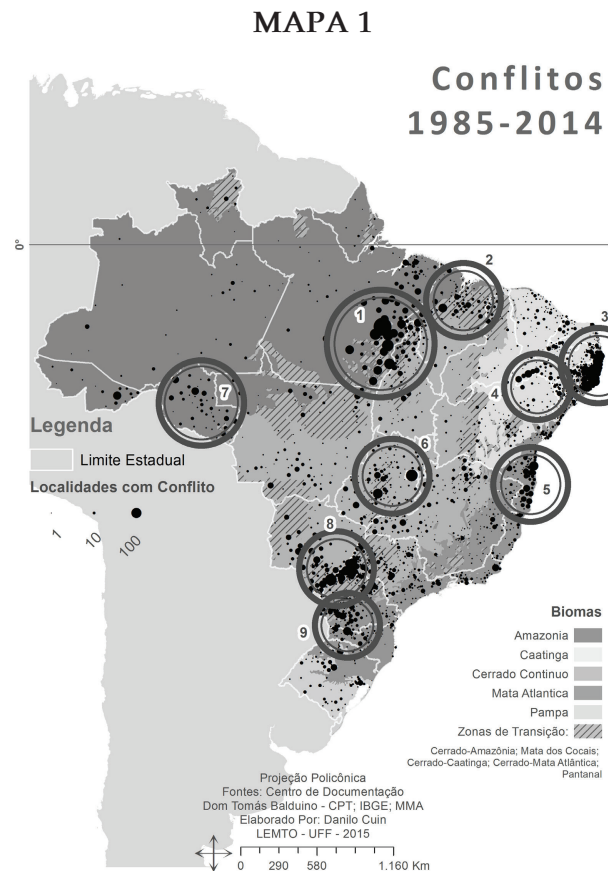 MAPA 1
Conflitos
1985-2014
0°
1
2
3
4
5
6
7
8
9
Legenda
Limite Estadual
Localidades com Conflito
1
10
100
Biomas
Amazonia
Caatinga
Cerrado Continuo
Mata Atlantica
Pampa
Zonas de Transição:
Cerrado-Amazônia; Mata dos Cocais;
Cerrado-Caatinga; Cerrado-Mata Atlântica;
Pantanal
Projeção Policônica
Fontes: Centro de Documentação
Dom Tomás Balduino - CPT; IBGE; MMA
Elaborado Por: Danilo Cuin
LEMTO - UFF - 2015
0 290 580 1.160 Km